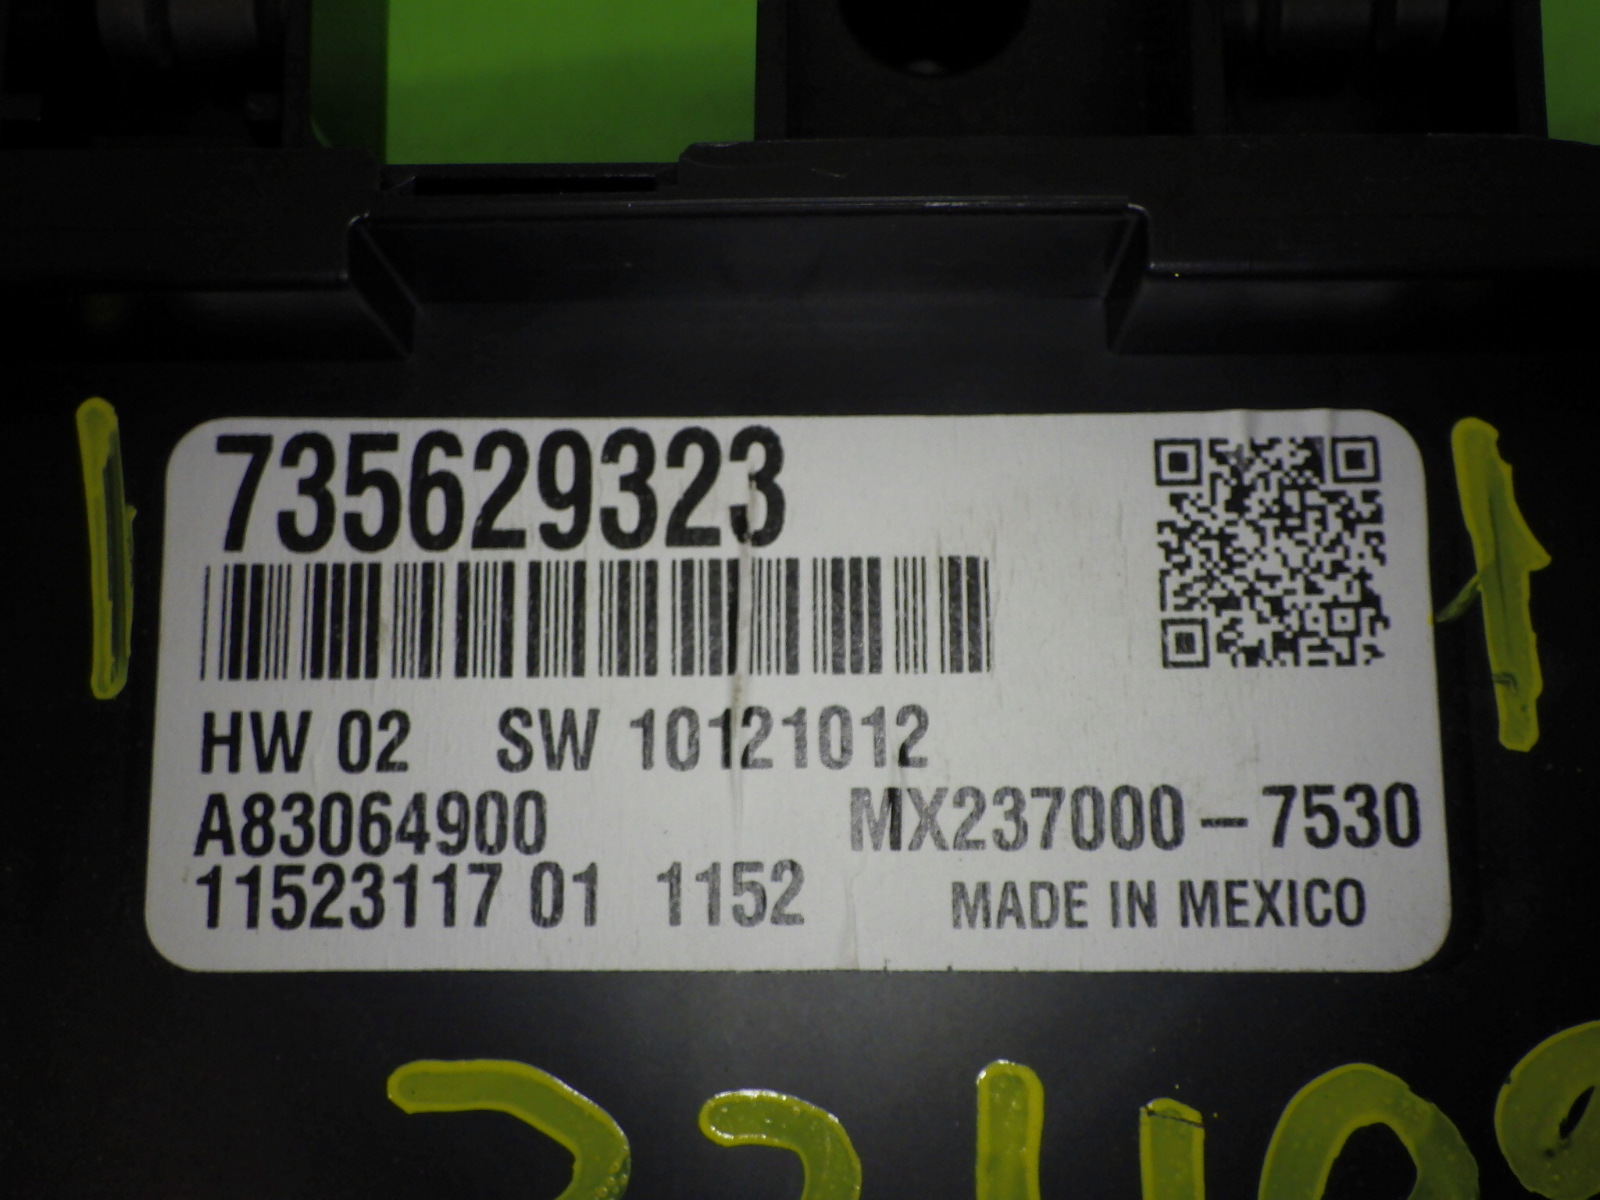 735629323
HW 02 SW 10121012
A83064900 MX237000-7530
11523117 01 1152 MADE IN MEXICO